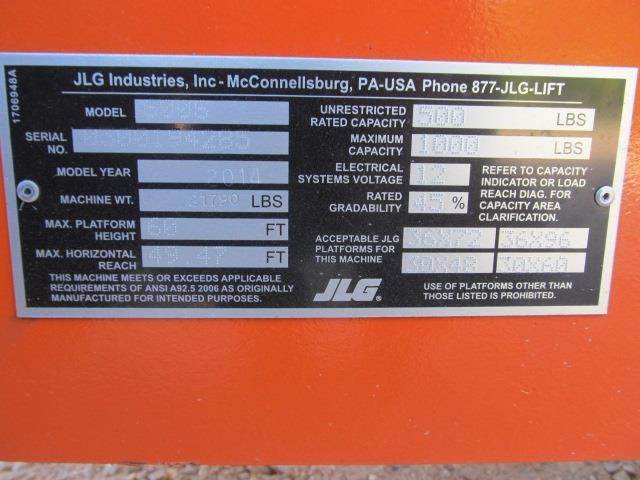 1706948A
JLG Industries, Inc - McConnellsburg, PA-USA Phone 877-JLG-LIFT
MODEL
SERIAL
NO.
MODEL YEAR 2014
MACHINE WT. 21790 LBS
MAX. PLATFORM
HEIGHT 60 FT
MAX. HORIZONTAL
REACH 49.47 FT
THIS MACHINE MEETS OR EXCEEDS APPLICABLE
REQUIREMENTS OF ANSI A92.5 2006 AS ORIGINALLY
MANUFACTURED FOR INTENDED PURPOSES.
UNRESTRICTED
RATED CAPACITY 500 LBS
MAXIMUM
CAPACITY 1000 LBS
ELECTRICAL
SYSTEMS VOLTAGE 12
RATED
GRADABILITY 45 %
REFER TO CAPACITY
INDICATOR OR LOAD
REACH DIAG. FOR
CAPACITY AREA
CLARIFICATION.
ACCEPTABLE JLG
PLATFORMS FOR
THIS MACHINE
36X72 36X96
30X48 30X60
JLG®
USE OF PLATFORMS OTHER THAN
THOSE LISTED IS PROHIBITED.